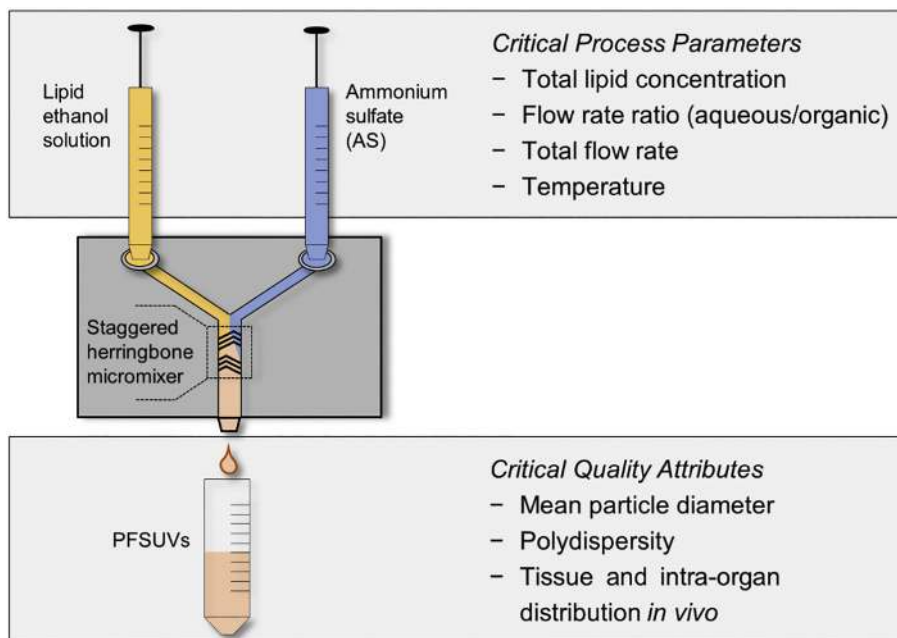 Lipid
ethanol
solution
Ammonium
sulfate
(AS)
Critical Process Parameters
− Total lipid concentration
− Flow rate ratio (aqueous/organic)
− Total flow rate
− Temperature
Staggered
herringbone
micromixer
PFSUVs
Critical Quality Attributes
− Mean particle diameter
− Polydispersity
− Tissue and intra-organ
distribution in vivo